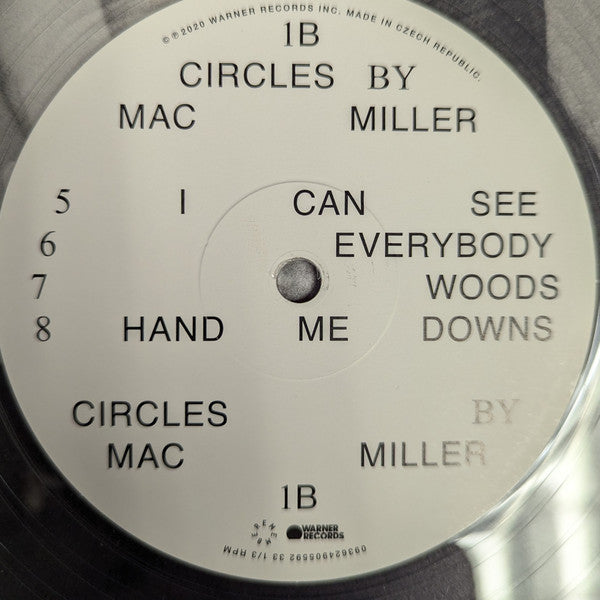 ℗©2020 WARNER RECORDS INC. MADE IN CZECH REPUBLIC.
1B
CIRCLES BY
MAC MILLER
5 I CAN SEE
6 EVERYBODY
7 WOODS
8 HAND ME DOWNS
CIRCLES BY
MAC MILLER
1B
WARNER
RECORDS
093624905592 33 1/3 RPM